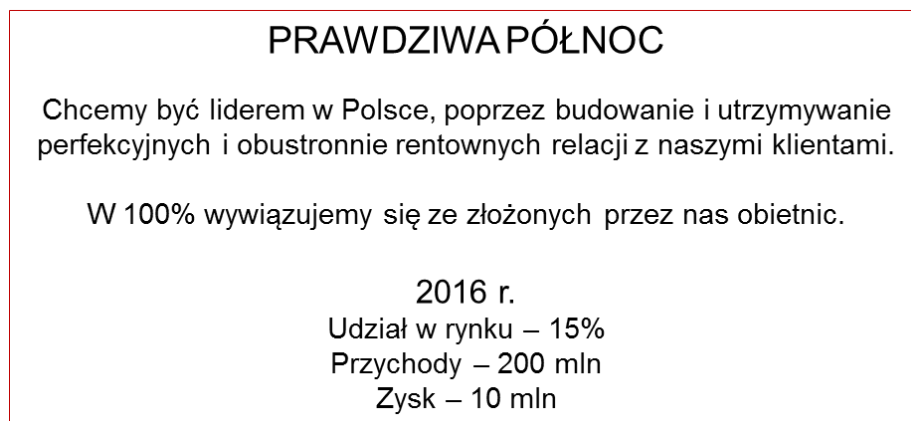 PRAWDZIWA PÓŁNOC
Chcemy być liderem w Polsce, poprzez budowanie i utrzymywanie
perfekcyjnych i obustronnie rentownych relacji z naszymi klientami.
W 100% wywiązujemy się ze złożonych przez nas obietnic.
2016 r.
Udział w rynku – 15%
Przychody – 200 mln
Zysk – 10 mln